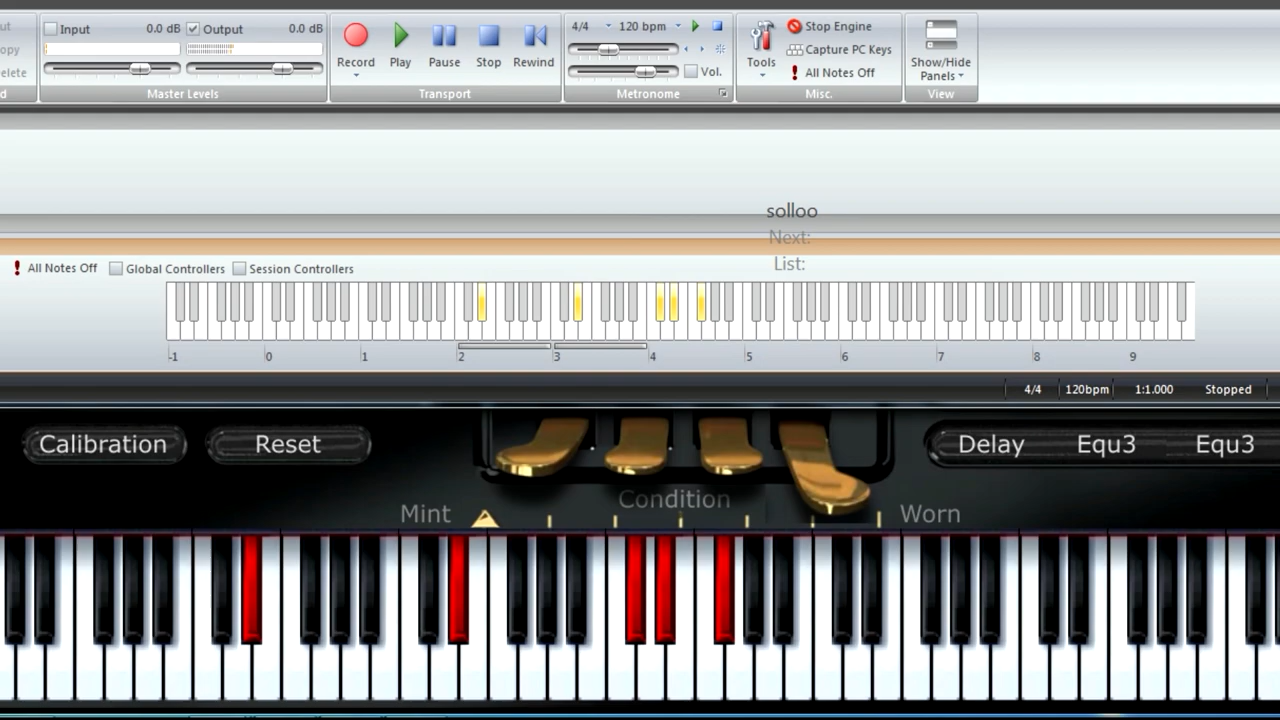 Input 0.0 dB Output 0.0 dB
Master Levels
Record Play Pause Stop Rewind
Transport
4/4 120 bpm
Vol.
Metronome
Tools
Stop Engine
Capture PC Keys
All Notes Off
Misc.
Show/Hide
Panels
View
solloo
Next:
List:
All Notes Off Global Controllers Session Controllers
-1 0 1 2 3 4 5 6 7 8 9
4/4 120bpm 1:1.000 Stopped
Calibration Reset Delay Equ3 Equ3
Condition
Mint Worn